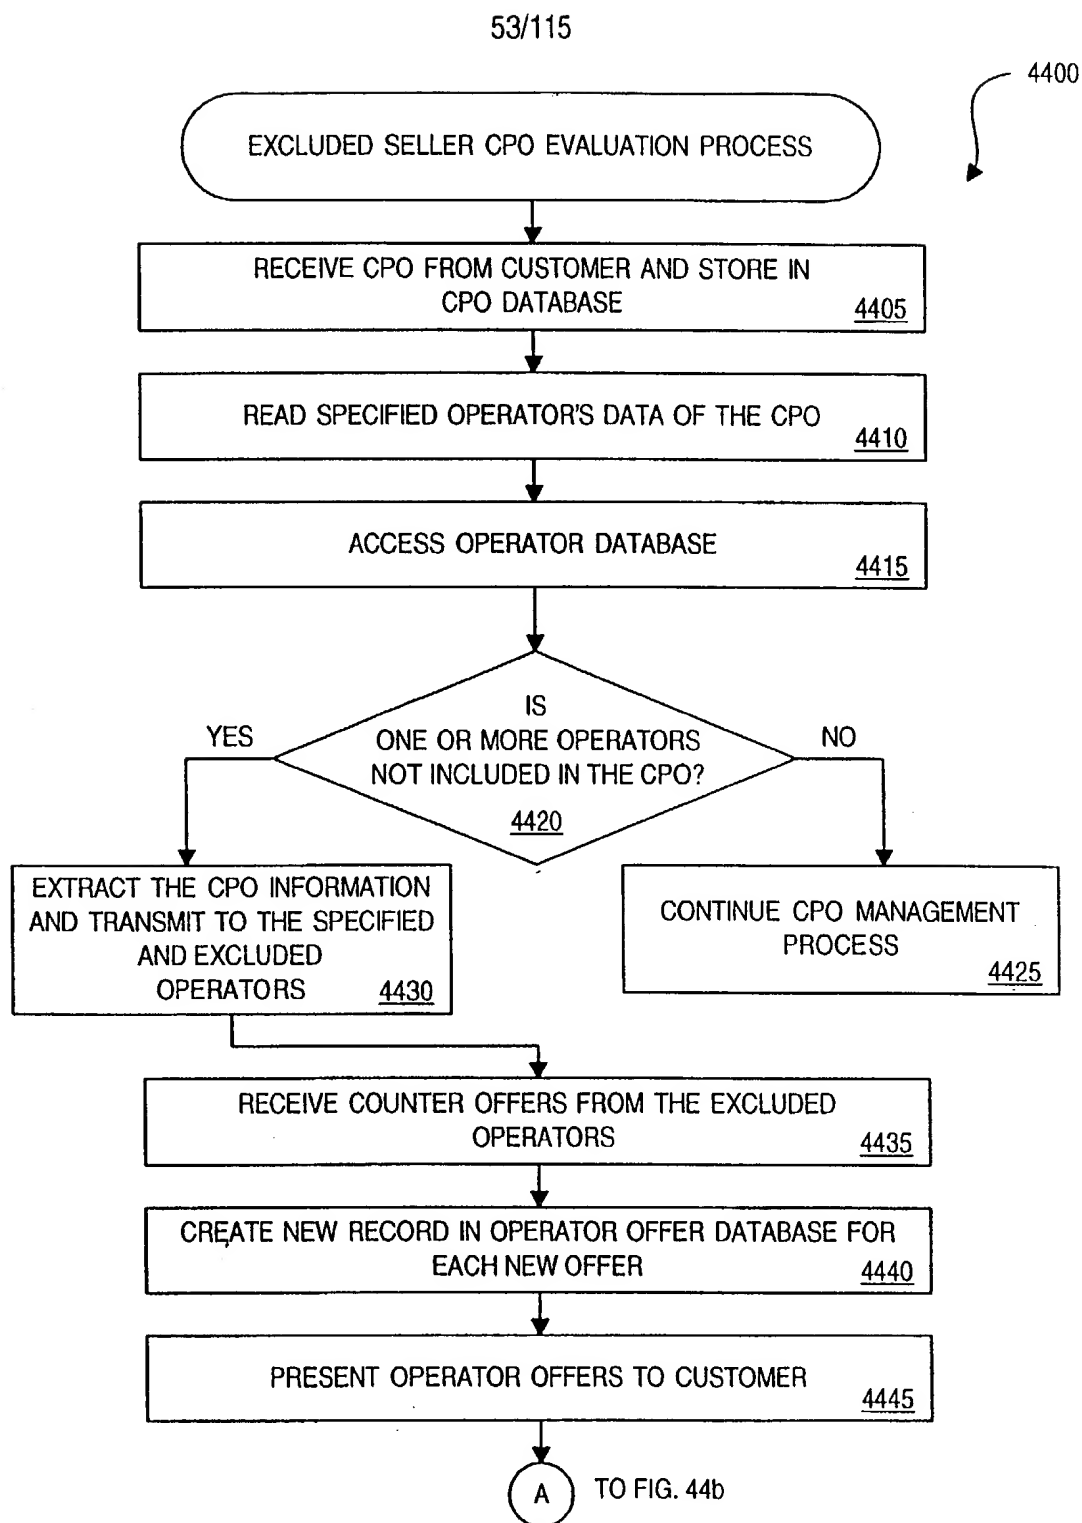 53/115
4400
EXCLUDED SELLER CPO EVALUATION PROCESS
RECEIVE CPO FROM CUSTOMER AND STORE IN
CPO DATABASE
4405
READ SPECIFIED OPERATOR'S DATA OF THE CPO
4410
ACCESS OPERATOR DATABASE
4415
IS
ONE OR MORE OPERATORS
NOT INCLUDED IN THE CPO?
4420
YES
NO
EXTRACT THE CPO INFORMATION
AND TRANSMIT TO THE SPECIFIED
AND EXCLUDED
OPERATORS
4430
CONTINUE CPO MANAGEMENT
PROCESS
4425
RECEIVE COUNTER OFFERS FROM THE EXCLUDED
OPERATORS
4435
CREATE NEW RECORD IN OPERATOR OFFER DATABASE FOR
EACH NEW OFFER
4440
PRESENT OPERATOR OFFERS TO CUSTOMER
4445
A
TO FIG. 44b